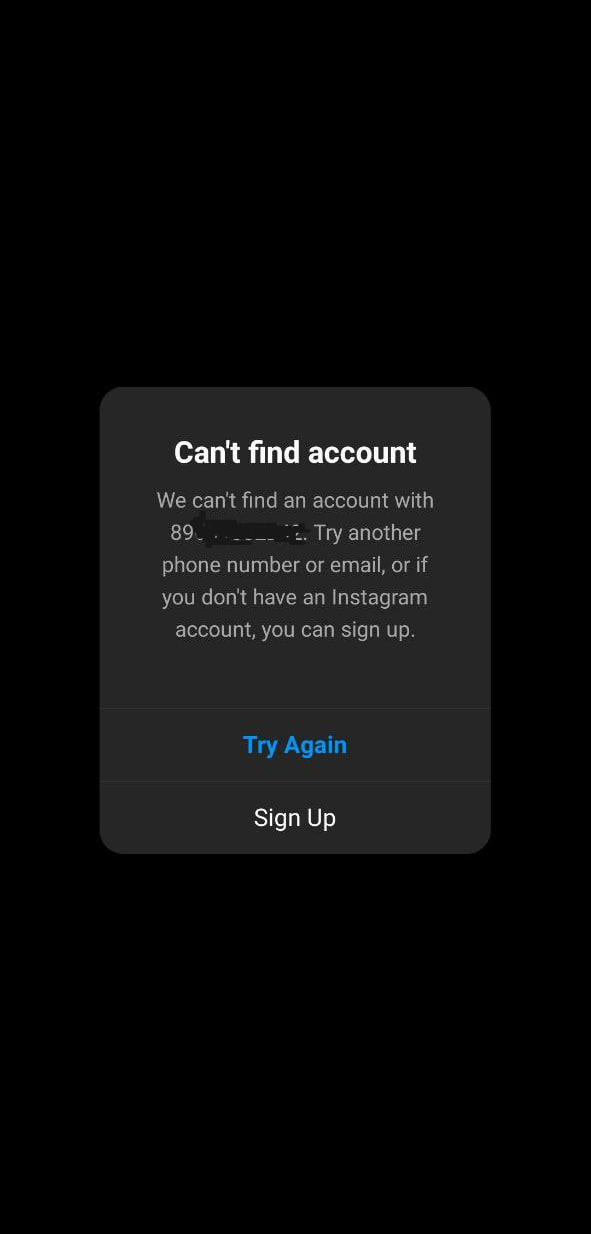 Can't find account
We can't find an account with
Try another
phone number or email, or if
you don't have an Instagram
account, you can sign up.
Try Again
Sign Up